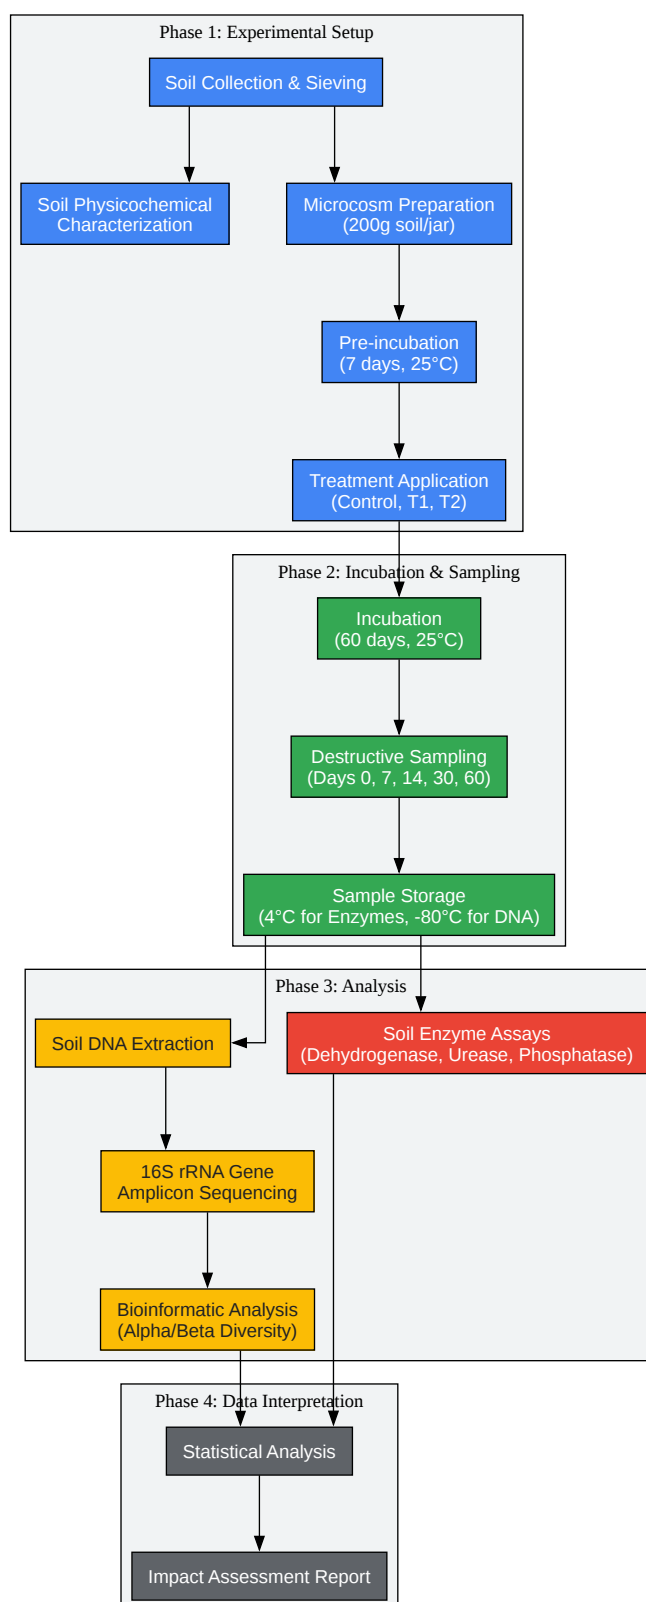 Phase 1: Experimental Setup
Soil Collection & Sieving
Soil Physicochemical
Characterization
Microcosm Preparation
(200g soil/jar)
Pre-incubation
(7 days, 25°C)
Treatment Application
(Control, T1, T2)
Phase 2: Incubation & Sampling
Incubation
(60 days, 25°C)
Destructive Sampling
(Days 0, 7, 14, 30, 60)
Sample Storage
(4°C for Enzymes, -80°C for DNA)
Phase 3: Analysis
Soil DNA Extraction
Soil Enzyme Assays
(Dehydrogenase, Urease, Phosphatase)
16S rRNA Gene
Amplicon Sequencing
Bioinformatic Analysis
(Alpha/Beta Diversity)
Phase 4: Data Interpretation
Statistical Analysis
Impact Assessment Report